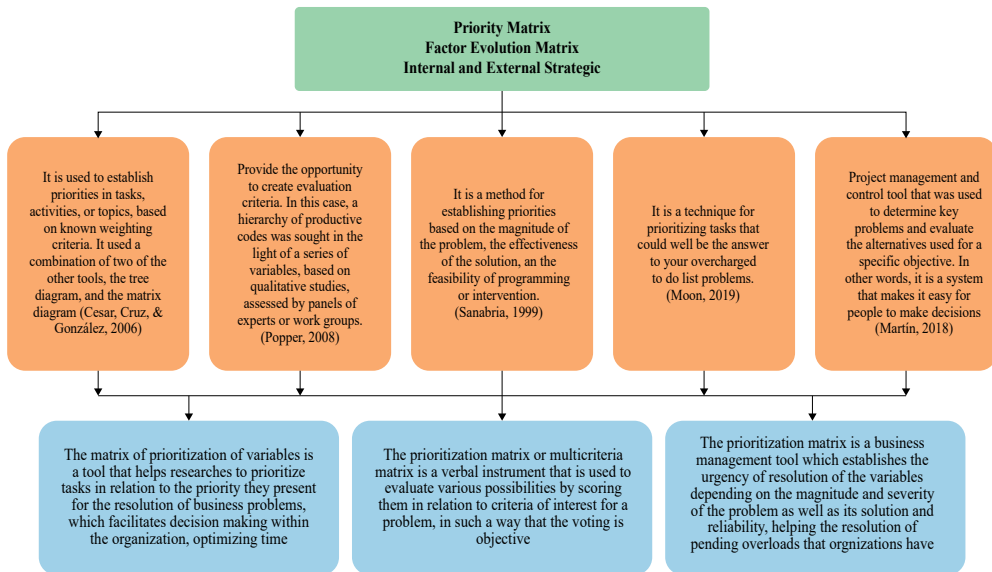 Priority Matrix
Factor Evolution Matrix
Internal and External Strategic
It is used to establish
priorities in tasks,
activities, or topics, based
on known weighting
criteria. It used a
combination of two of the
other tools, the tree
diagram, and the matrix
diagram (Cesar, Cruz, &
González, 2006)
Provide the opportunity
to create evaluation
criteria. In this case, a
hierarchy of productive
codes was sought in the
light of a series of
variables, based on
qualitative studies,
assessed by panels of
experts or work groups.
(Popper, 2008)
It is a method for
establishing priorities
based on the magnitude of
the problem, the effectiveness
of the solution, an the
feasibility of programming
or intervention.
(Sanabria, 1999)
It is a technique for
prioritizing tasks that
could well be the answer
to your overcharged
to do list problems.
(Moon, 2019)
Project management and
control tool that was used
to determine key
problems and evaluate
the alternatives used for a
specific objective. In
other words, it is a system
that makes it easy for
people to make decisions
(Martín, 2018)
The matrix of prioritization of variables is
a tool that helps researches to prioritize
tasks in relation to the priority they present
for the resolution of business problems,
which facilitates decision making within
the organization, optimizing time
The prioritization matrix or multicriteria
matrix is a verbal instrument that is used to
evaluate various possibilities by scoring
them in relation to criteria of interest for a
problem, in such a way that the voting is
objective
The prioritization matrix is a business
management tool which establishes the
urgency of resolution of the variables
depending on the magnitude and severity
of the problem as well as its solution and
reliability, helping the resolution of
pending overloads that orgnizations have